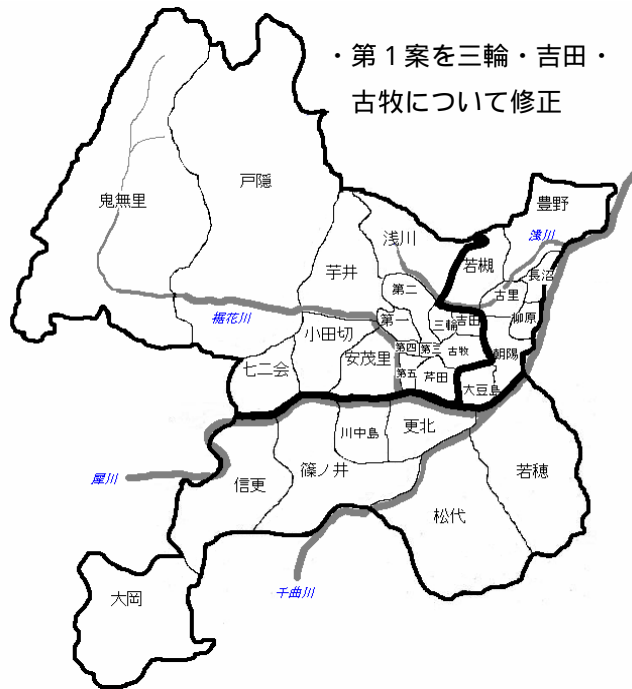 ・第１案を三輪・吉田・
古牧について修正
鬼無里
戸隠
豊野
浅川
浅川
若槻
芋井
長沼
第二
古里
裾花川
第一
三輪
吉田
柳原
小田切
第四
第三
古牧
朝陽
七二会
安茂里
第五
芹田
大豆島
川中島
更北
犀川
信更
篠ノ井
若穂
松代
大岡
千曲川